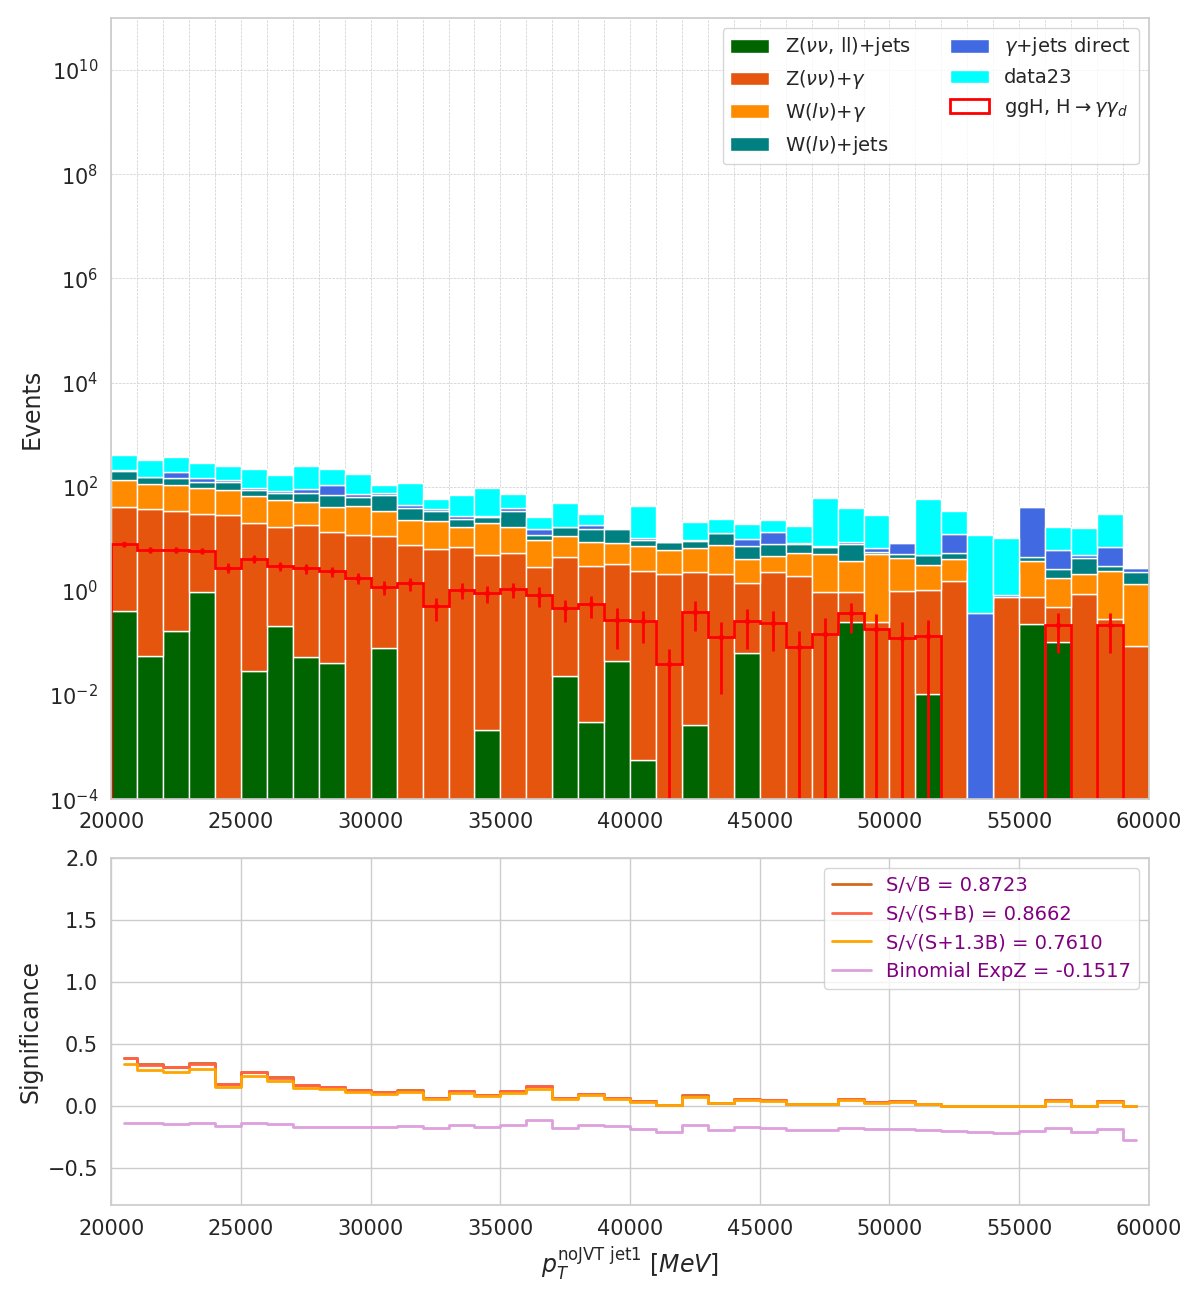 Z(νν, ll)+jets
Z(νν)+γ
W(lν)+γ
W(lν)+jets
γ+jets direct
data23
ggH, H→γγ_d
10^10
10^8
10^6
10^4
10^2
10^0
10^−2
10^−4
Events
20000 25000 30000 35000 40000 45000 50000 55000 60000
S/√B = 0.8723
S/√(S+B) = 0.8662
S/√(S+1.3B) = 0.7610
Binomial ExpZ = -0.1517
2.0
1.5
1.0
0.5
0.0
−0.5
Significance
20000 25000 30000 35000 40000 45000 50000 55000 60000
p_T^noJVT jet1 [MeV]